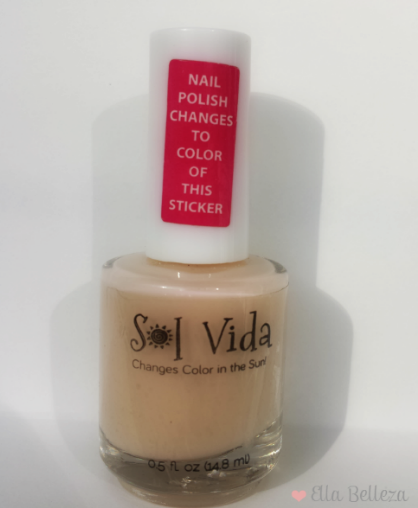 NAIL
POLISH
CHANGES
TO
COLOR
OF
THIS
STICKER
Sol Vida
Changes Color in the Sun!
0.5 fl oz (14.8 ml)
Ella Belleza